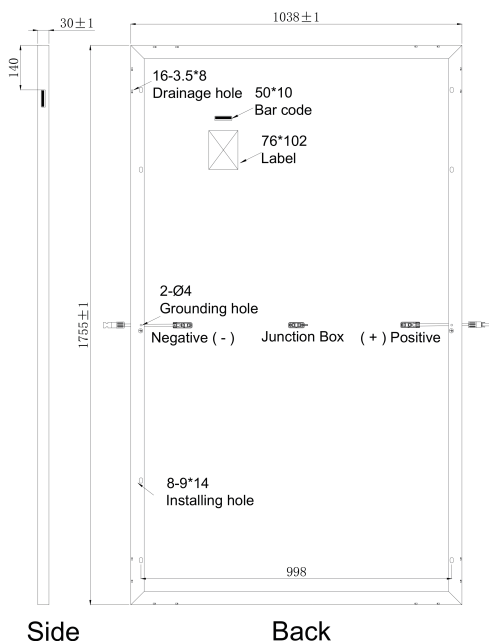 30±1
1038±1
140
16-3.5*8
Drainage hole
50*10
Bar code
76*102
Label
1755±1
2-Ø4
Grounding hole
Negative ( - )
Junction Box
( + ) Positive
8-9*14
Installing hole
998
Side
Back